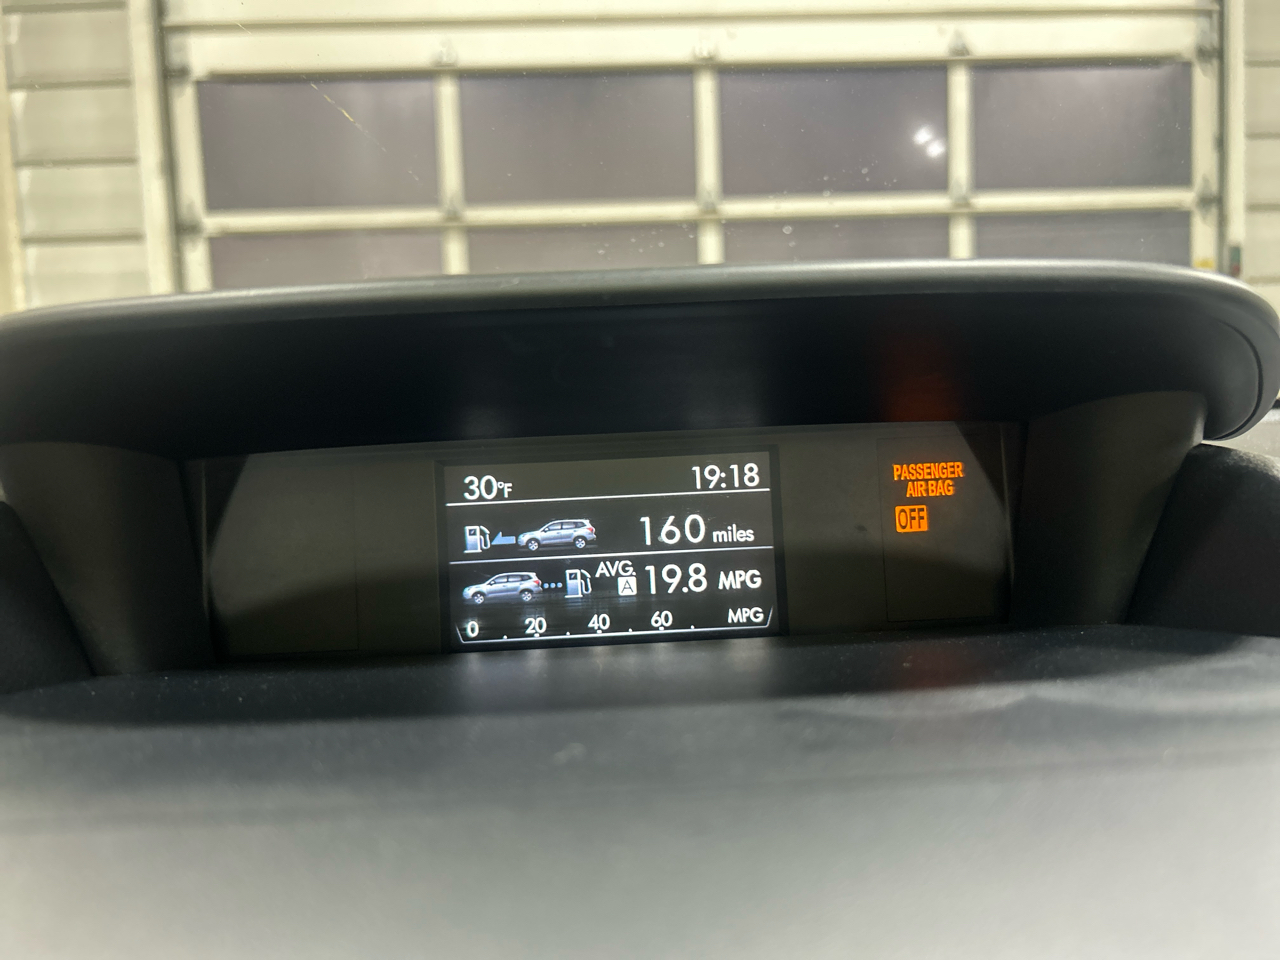 30°F 19:18
160 miles
AVG.
A 19.8 MPG
0 20 40 60 MPG
PASSENGER
AIR BAG
OFF